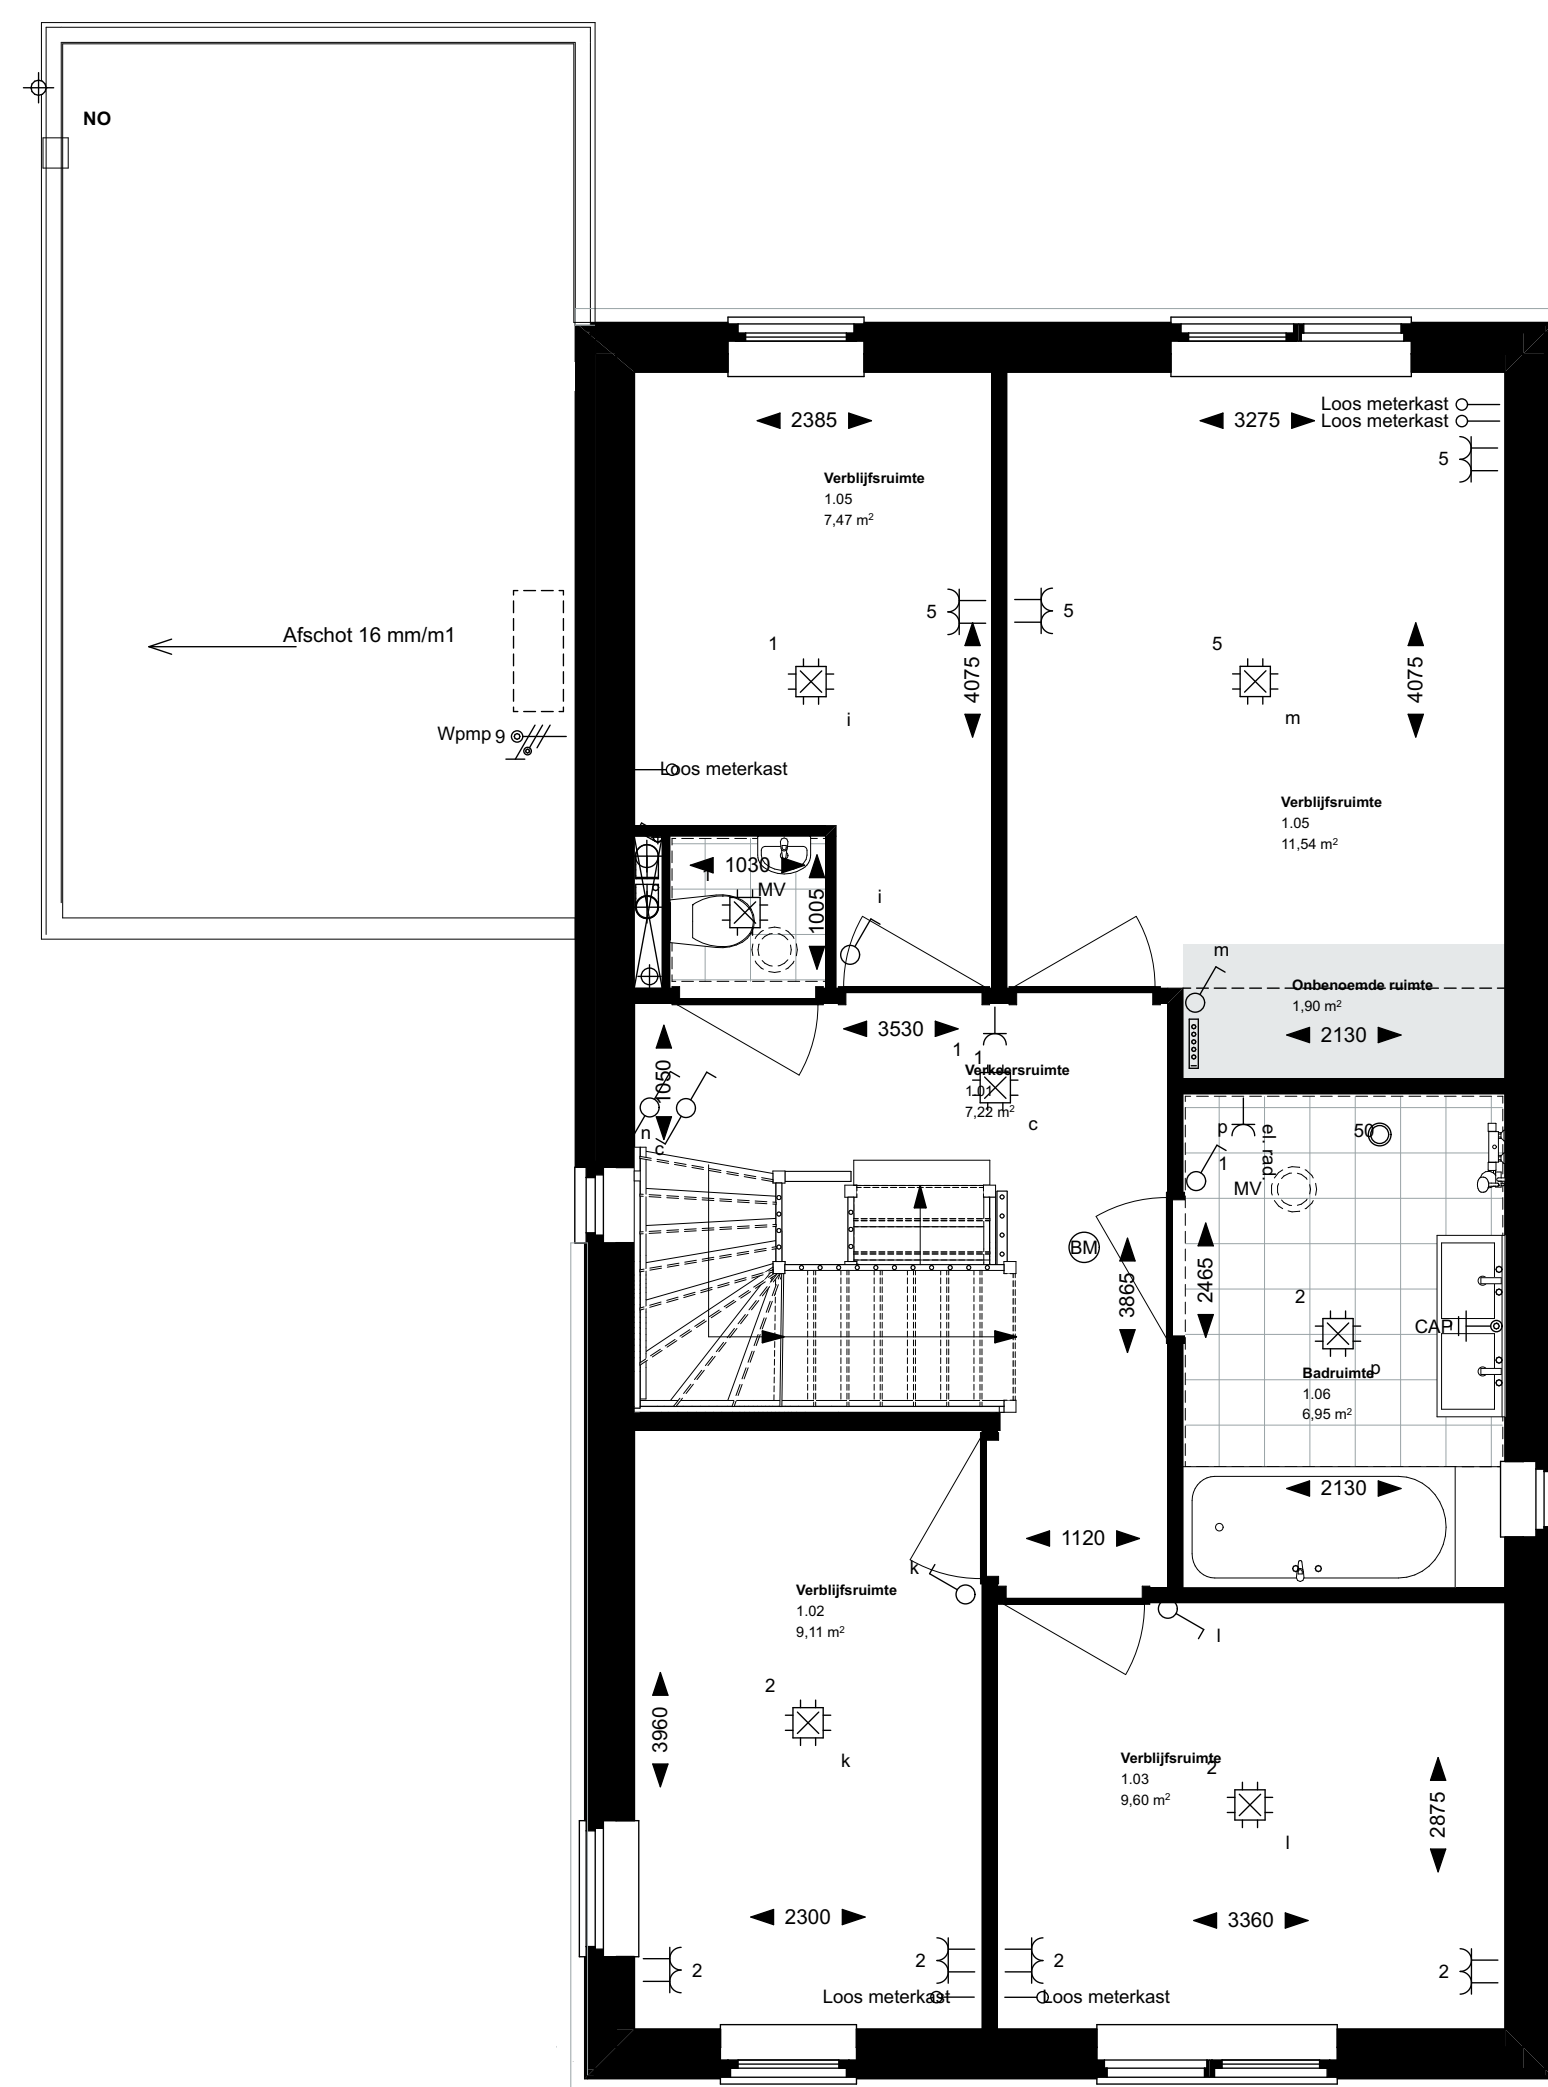 NO
2385
3275
Loos meterkast
Loos meterkast
5
Verblijfsruimte
1.05
7,47 m²
5
5
1
5
4075
4075
i
m
Afschot 16 mm/m1
Wpmp 9
Loos meterkast
Verblijfsruimte
1.05
11,54 m²
1030
1
MV
1005
i
m
Onbenoemde ruimte
1,90 m²
2130
3530
1
1
1050
Verkeersruimte
1.01
7,22 m²
c
n
c
p
el. rad.
50
1
MV
BM
3865
2465
2
CAP
p
Badruimte
1.06
6,95 m²
2130
1120
k
Verblijfsruimte
1.02
9,11 m²
l
2
3960
k
Verblijfsruimte
2
1.03
9,60 m²
l
2875
2300
3360
2
2
2
2
Loos meterkast
Loos meterkast